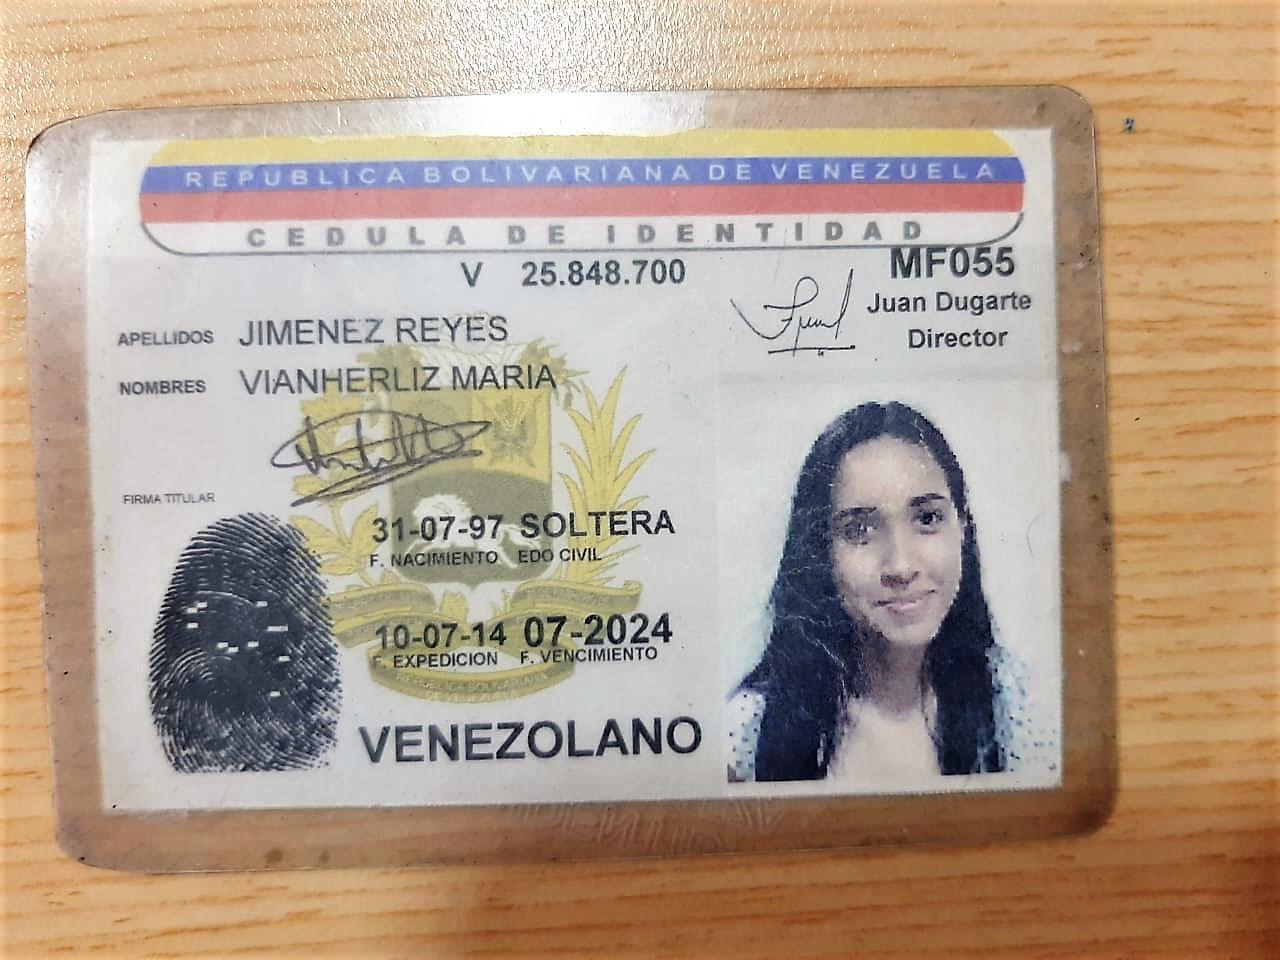 REPUBLICA BOLIVARIANA DE VENEZUELA
CEDULA DE IDENTIDAD
V 25.848.700
MF055
Juan Dugarte
Director
APELLIDOS JIMENEZ REYES
NOMBRES VIANHERLIZ MARIA
FIRMA TITULAR
31-07-97 SOLTERA
F. NACIMIENTO EDO CIVIL
10-07-14 07-2024
F. EXPEDICION F. VENCIMIENTO
VENEZOLANO